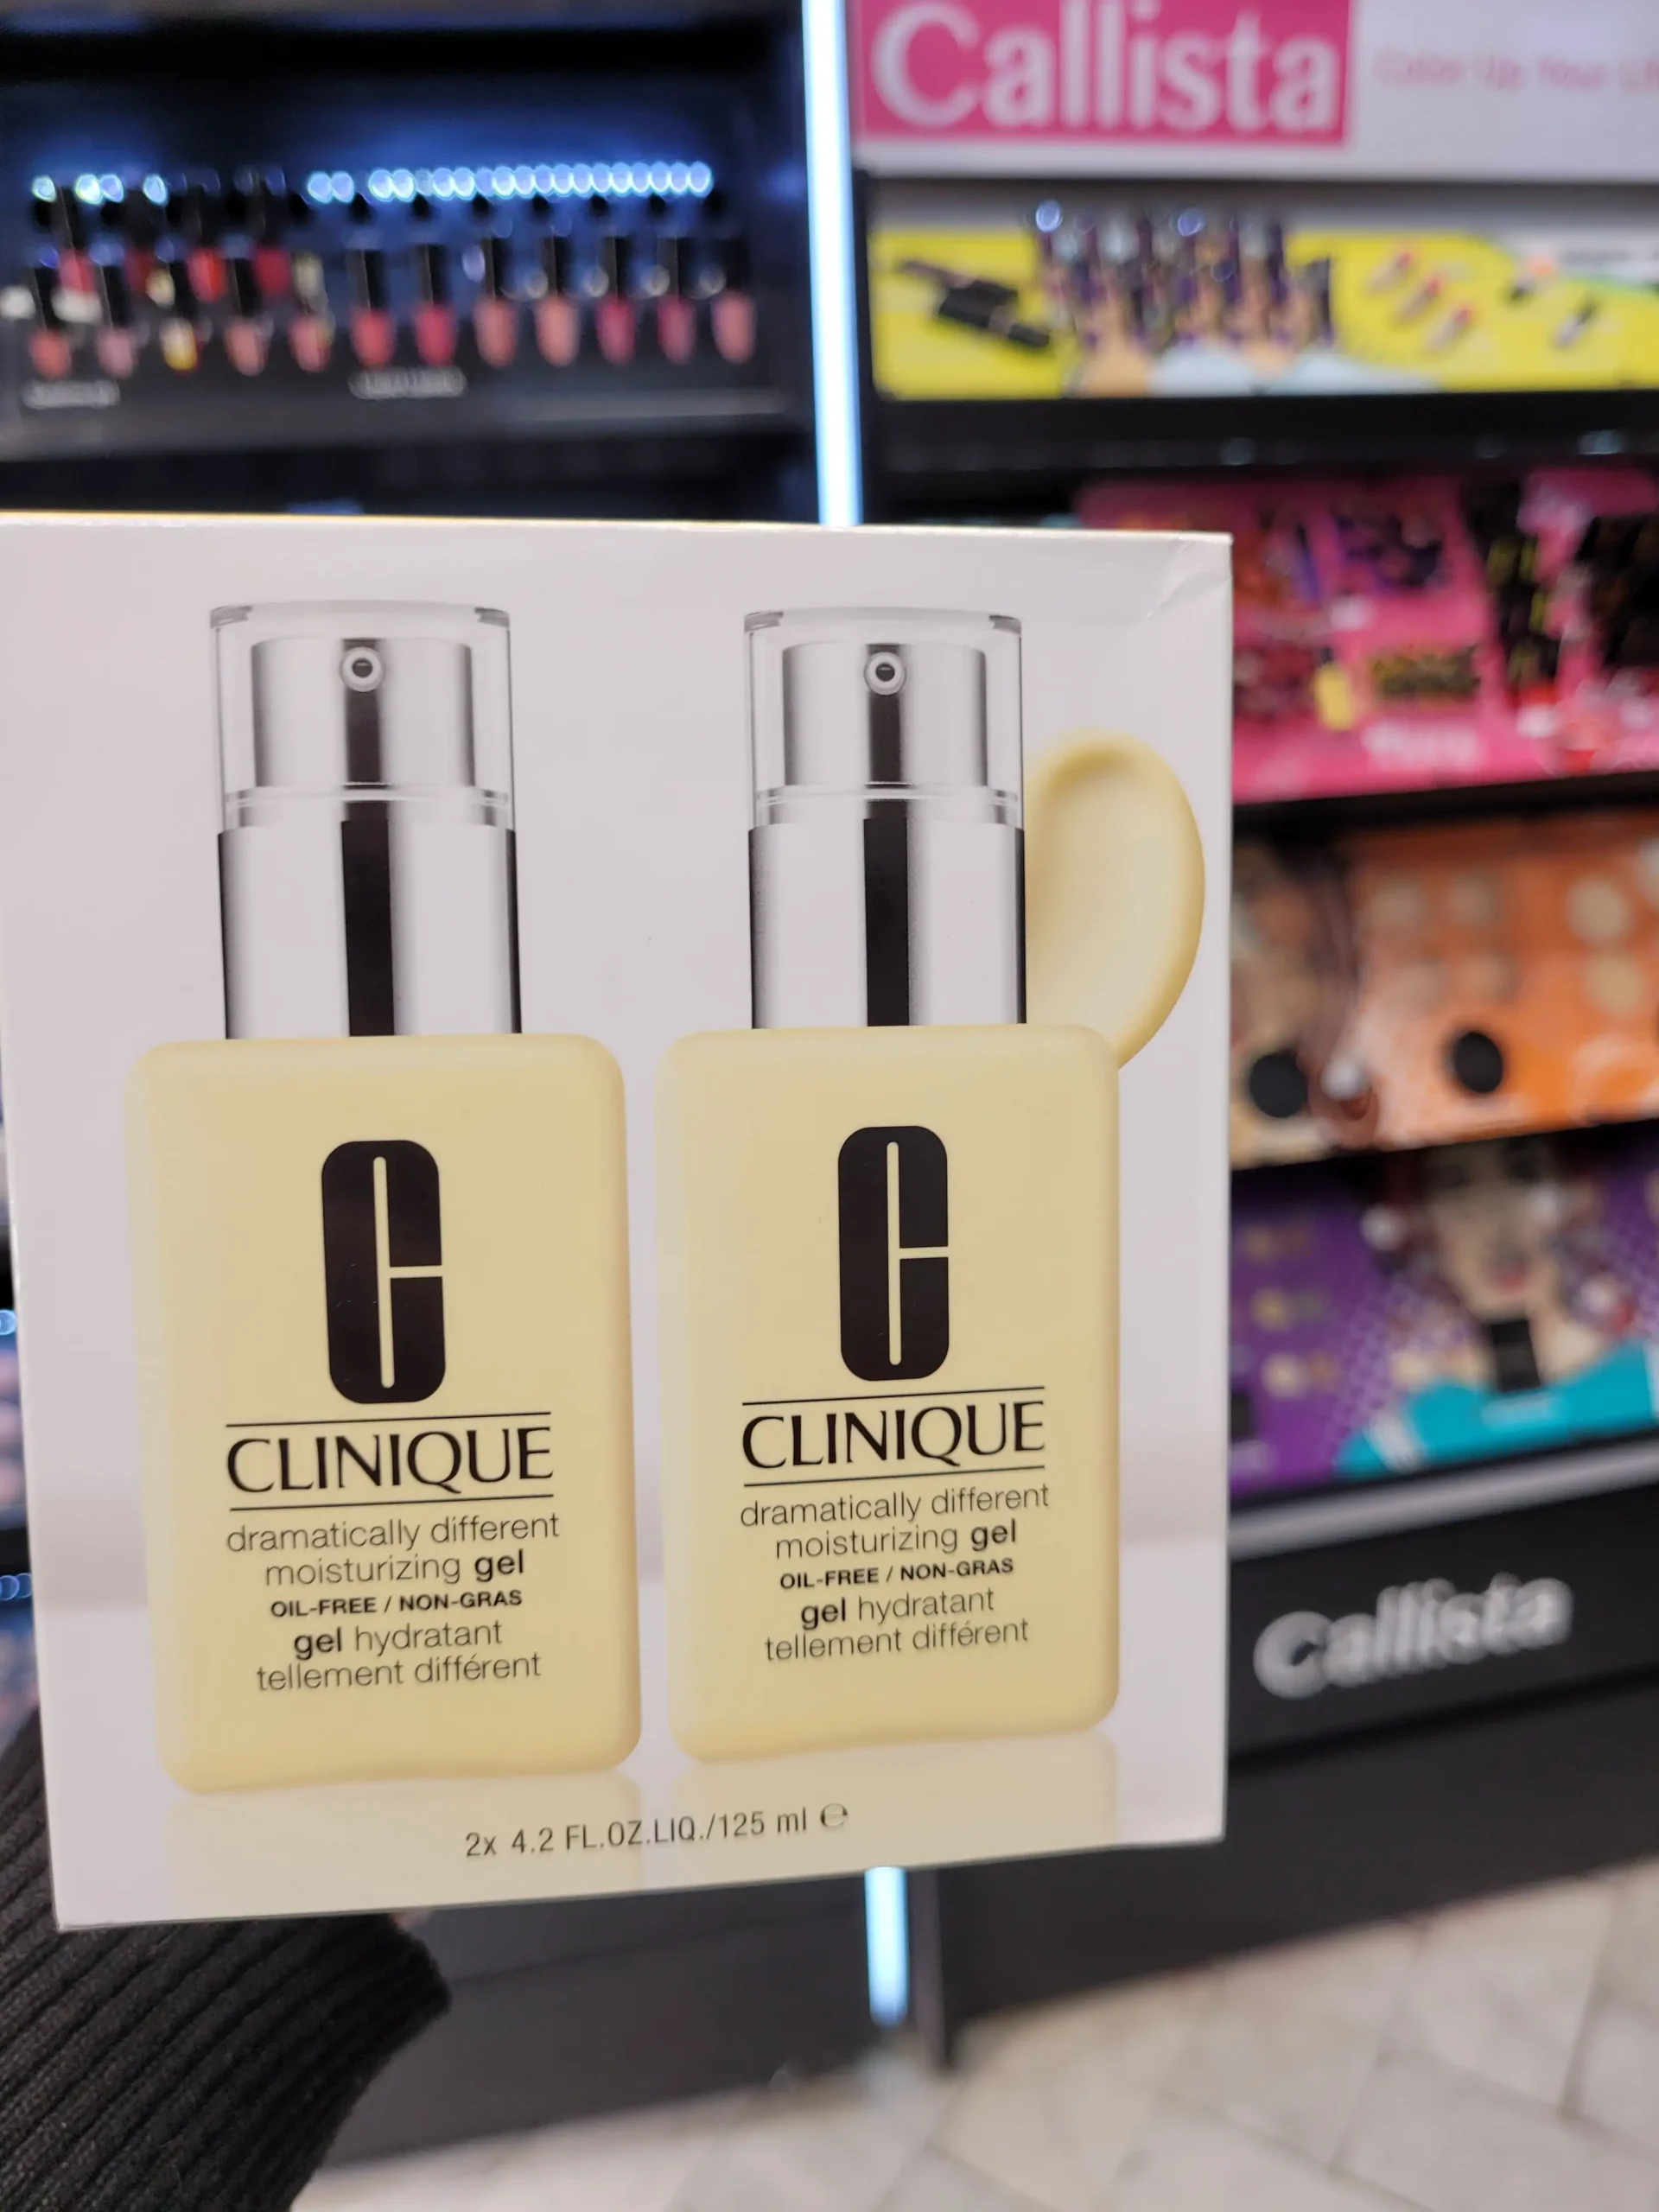 Callista
C
CLINIQUE
dramatically different
moisturizing gel
OIL-FREE / NON-GRAS
gel hydratant
tellement différent
C
CLINIQUE
dramatically different
moisturizing gel
OIL-FREE / NON-GRAS
gel hydratant
tellement différent
2x 4.2 FL.OZ.LIQ./125 ml ℮
Callista